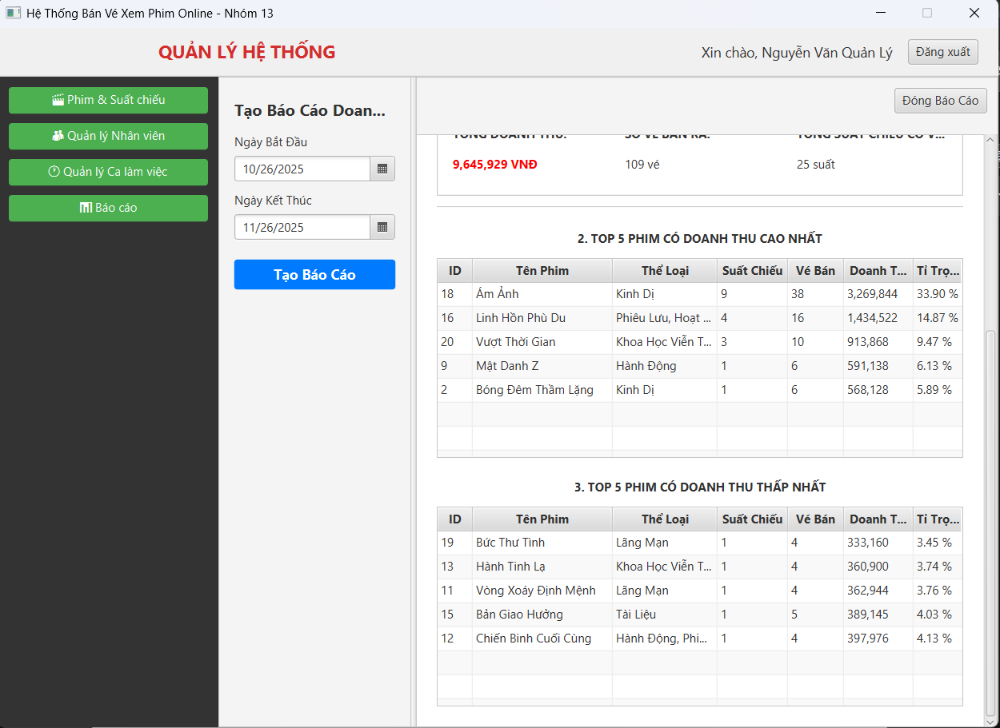 Hệ Thống Bán Vé Xem Phim Online - Nhóm 13
QUẢN LÝ HỆ THỐNG
Xin chào, Nguyễn Văn Quản Lý
Đăng xuất
Phim & Suất chiếu
Quản lý Nhân viên
Quản lý Ca làm việc
Báo cáo
Tạo Báo Cáo Doan...
Ngày Bắt Đầu
10/26/2025
Ngày Kết Thúc
11/26/2025
Tạo Báo Cáo
Đóng Báo Cáo
TỔNG DOANH THU: SỐ VÉ BÁN RA: TỔNG SUẤT CHIẾU CÓ V...
9,645,929 VNĐ 109 vé 25 suất
2. TOP 5 PHIM CÓ DOANH THU CAO NHẤT
ID Tên Phim Thể Loại Suất Chiếu Vé Bán Doanh T... Tỉ Trọ...
18 Ám Ảnh Kinh Dị 9 38 3,269,844 33.90 %
16 Linh Hồn Phù Du Phiêu Lưu, Hoạt ... 4 16 1,434,522 14.87 %
20 Vượt Thời Gian Khoa Học Viễn T... 3 10 913,868 9.47 %
9 Mật Danh Z Hành Động 1 6 591,138 6.13 %
2 Bóng Đêm Thầm Lặng Kinh Dị 1 6 568,128 5.89 %
3. TOP 5 PHIM CÓ DOANH THU THẤP NHẤT
ID Tên Phim Thể Loại Suất Chiếu Vé Bán Doanh T... Tỉ Trọ...
19 Bức Thư Tình Lãng Mạn 1 4 333,160 3.45 %
13 Hành Tinh Lạ Khoa Học Viễn T... 1 4 360,900 3.74 %
11 Vòng Xoáy Định Mệnh Lãng Mạn 1 4 362,944 3.76 %
15 Bản Giao Hưởng Tài Liệu 1 5 389,145 4.03 %
12 Chiến Binh Cuối Cùng Hành Động, Phi... 1 4 397,976 4.13 %